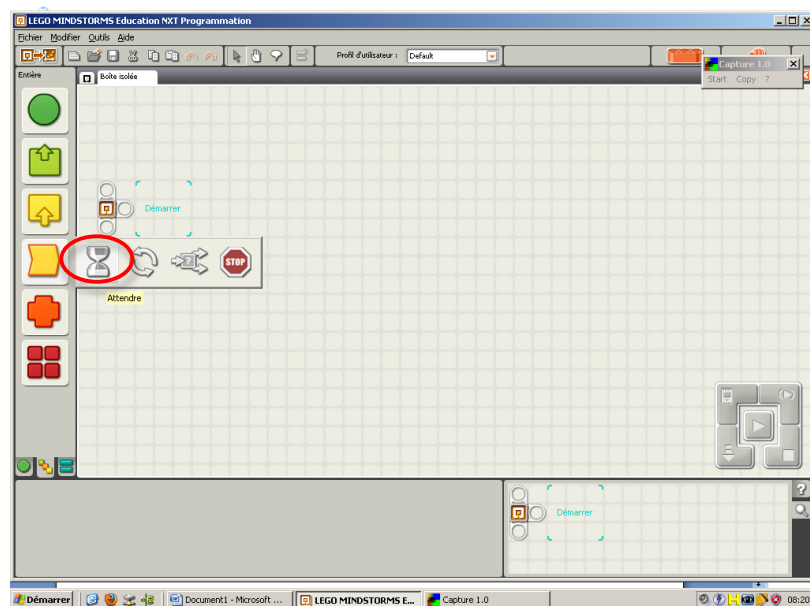 LEGO MINDSTORMS Education NXT Programmation
Fichier Modifier Outils Aide
Profil d'utilisateur : Default
Capture 1.0
Start Copy ?
Entière
Boîte isolée
Démarrer
STOP
Attendre
Démarrer
?
Démarrer
Document1 - Microsoft ...
LEGO MINDSTORMS E...
Capture 1.0
08:20